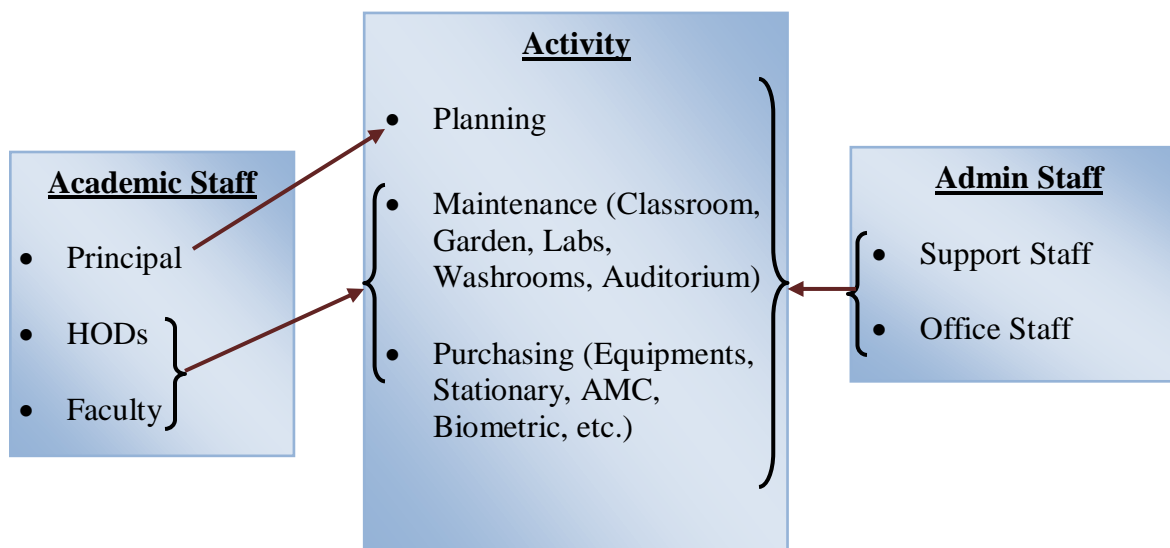 Academic Staff
• Principal
• HODs
• Faculty
Activity
• Planning
• Maintenance (Classroom,
Garden, Labs,
Washrooms, Auditorium)
• Purchasing (Equipments,
Stationary, AMC,
Biometric, etc.)
Admin Staff
• Support Staff
• Office Staff